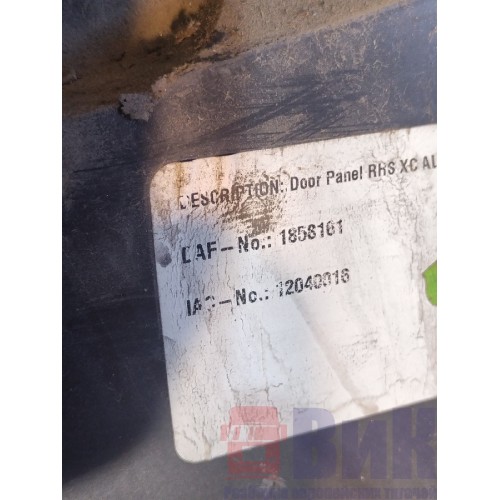 DESCRIPTION: Door Panel RHS XC AL
DAF-No.: 1858161
IAC-No.: 12040016
ВИК